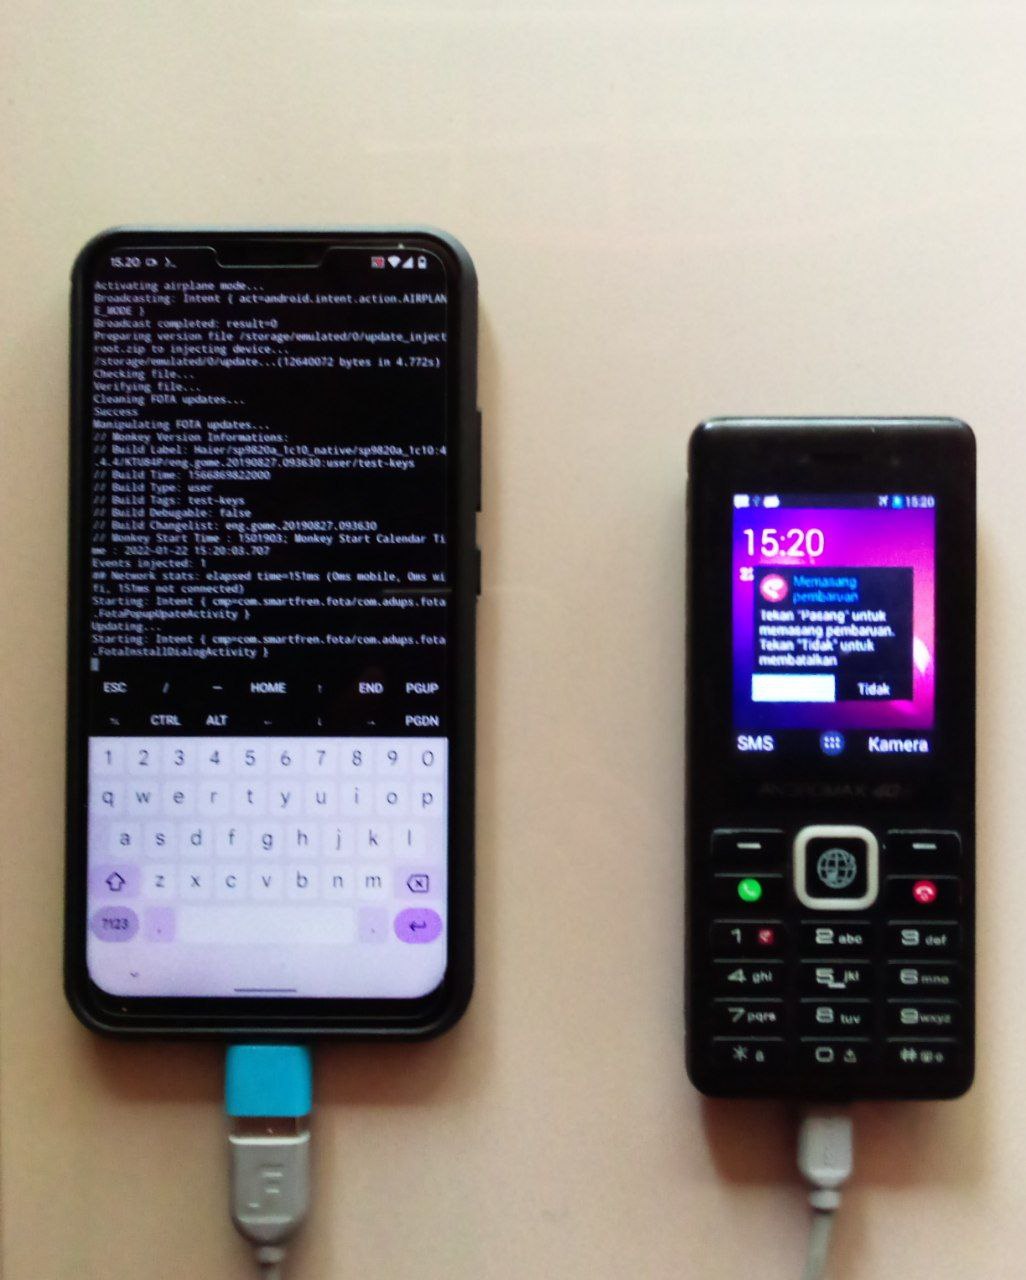 15.20
Activating airplane mode...
Broadcasting: Intent { act=android.intent.action.AIRPLAN
E_MODE }
Broadcast completed: result=0
Preparing version file /storage/emulated/0/update_inject
root.zip to injecting device...
/storage/emulated/0/update...(12640072 bytes in 4.772s)
Checking file...
Verifying file...
Cleaning FOTA updates...
Success
Manipulating FOTA updates...
// Monkey Version Informations:
// Build Label: Haier/sp9820a_1c10_native/sp9820a_1c10:4
.4.4/KTU84P/eng.gome.20190827.093630:user/test-keys
// Build Time: 1566869822000
// Build Type: user
// Build Tags: test-keys
// Build Debugable: false
// Build Changelist: eng.gome.20190827.093630
// Monkey Start Time : 1501903; Monkey Start Calendar Ti
me : 2022-01-22 15:20:03.707
Events injected: 1
## Network stats: elapsed time=151ms (0ms mobile, 0ms wi
fi, 151ms not connected)
Starting: Intent { cmp=com.smartfren.fota/com.adups.fota
.FotaPopupUpateActivity }
Updating...
Starting: Intent { cmp=com.smartfren.fota/com.adups.fota
.FotaInstallDialogActivity }
ESC / — HOME ↑ END PGUP
CTRL ALT ← ↓ → PGDN
1 2 3 4 5 6 7 8 9 0
q w e r t y u i o p
a s d f g h j k l
z x c v b n m
?123 , .
15:20
15:20
Memasang
pembaruan
Tekan "Pasang" untuk
memasang pembaruan.
Tekan "Tidak" untuk
membatalkan
Tidak
SMS Kamera
ANDROMAX 4G
1 2 abc 3 def
4 ghi 5 jkl 6 mno
7 pqrs 8 tuv 9 wxyz
* a 0 #